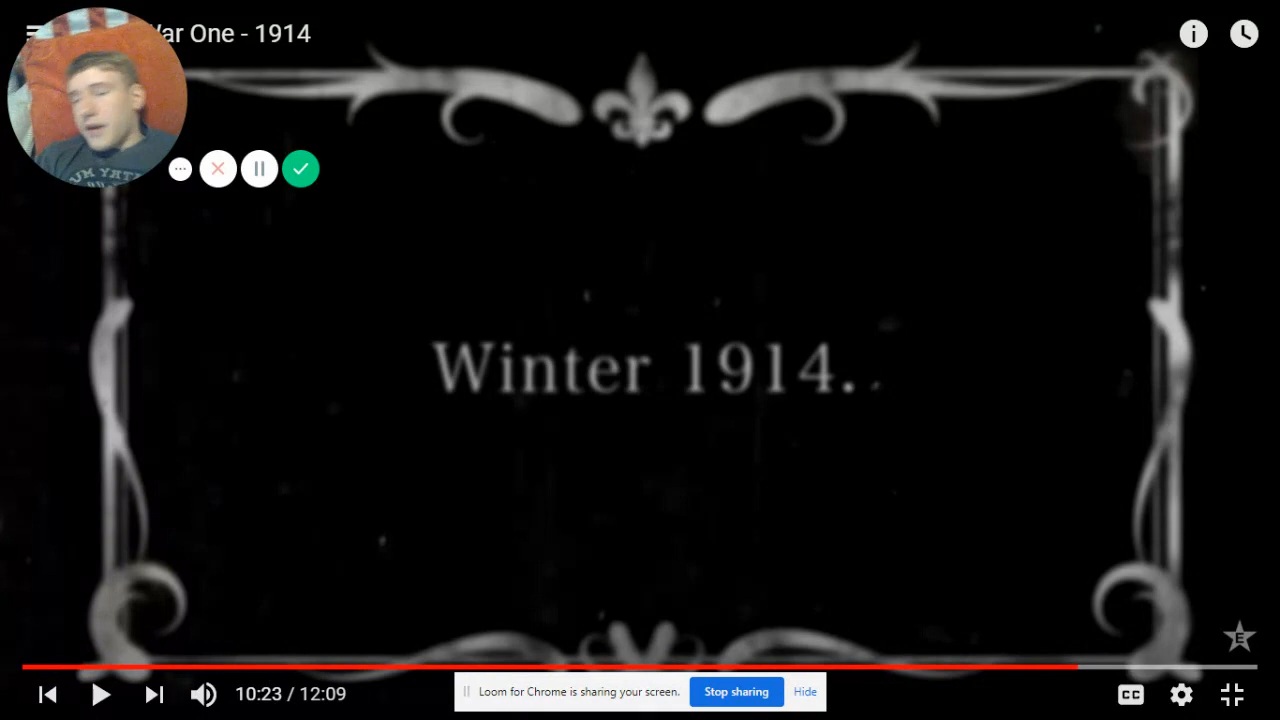 War One - 1914
Winter 1914.
E
10:23 / 12:09
Loom for Chrome is sharing your screen.
Stop sharing
Hide
CC